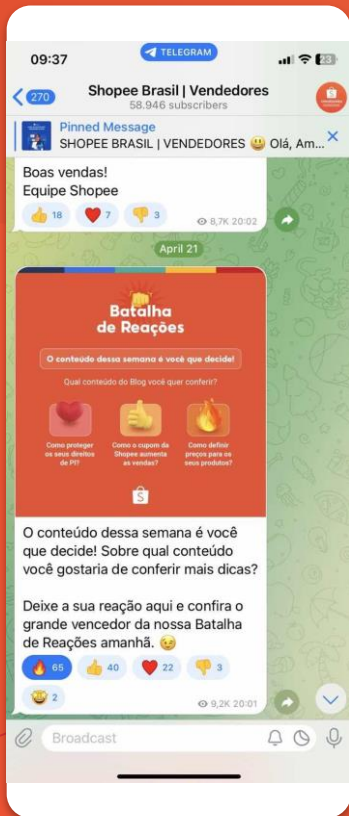 09:37
TELEGRAM
23
270
Shopee Brasil | Vendedores
58.946 subscribers
Pinned Message
SHOPEE BRASIL | VENDEDORES 😃 Olá, Am...
Boas vendas!
Equipe Shopee
👍 18 ❤️ 7 👎 3
8,7K 20:02
April 21
Batalha
de Reações
O conteúdo dessa semana é você que decide!
Qual conteúdo do Blog você quer conferir?
Como proteger
os seus direitos
de PI?
Como o cupom da
Shopee aumenta
as vendas?
Como definir
preços para os
seus produtos?
O conteúdo dessa semana é você
que decide! Sobre qual conteúdo
você gostaria de conferir mais dicas?
Deixe a sua reação aqui e confira o
grande vencedor da nossa Batalha
de Reações amanhã. 😉
🔥 65 👍 40 ❤️ 22 👎 3
🤩 2
9,2K 20:01
Broadcast